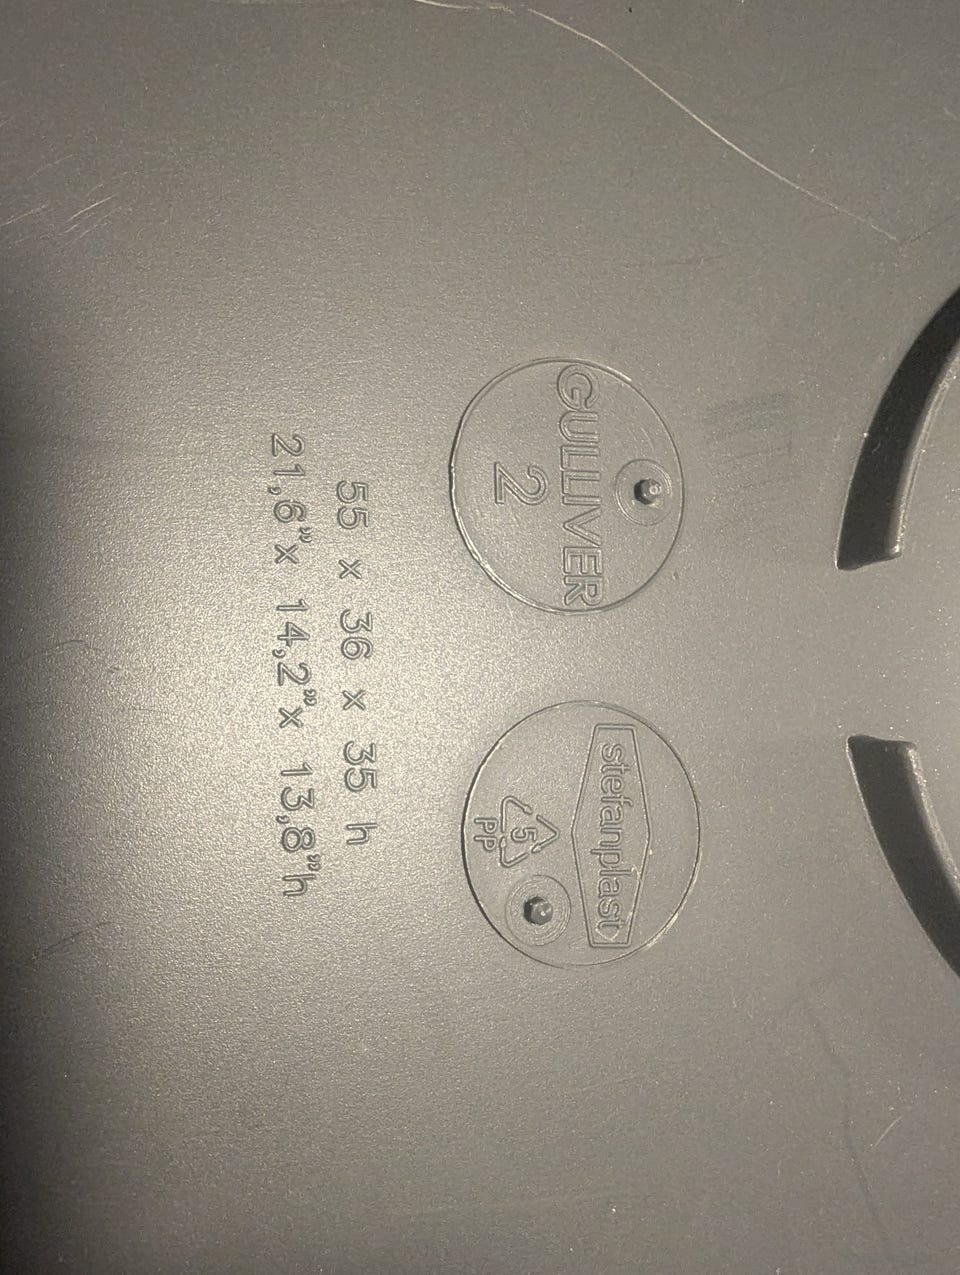 GULLIVER
2
stefanplast
5
PP
55 x 36 x 35 h
21,6” x 14,2” x 13,8” h